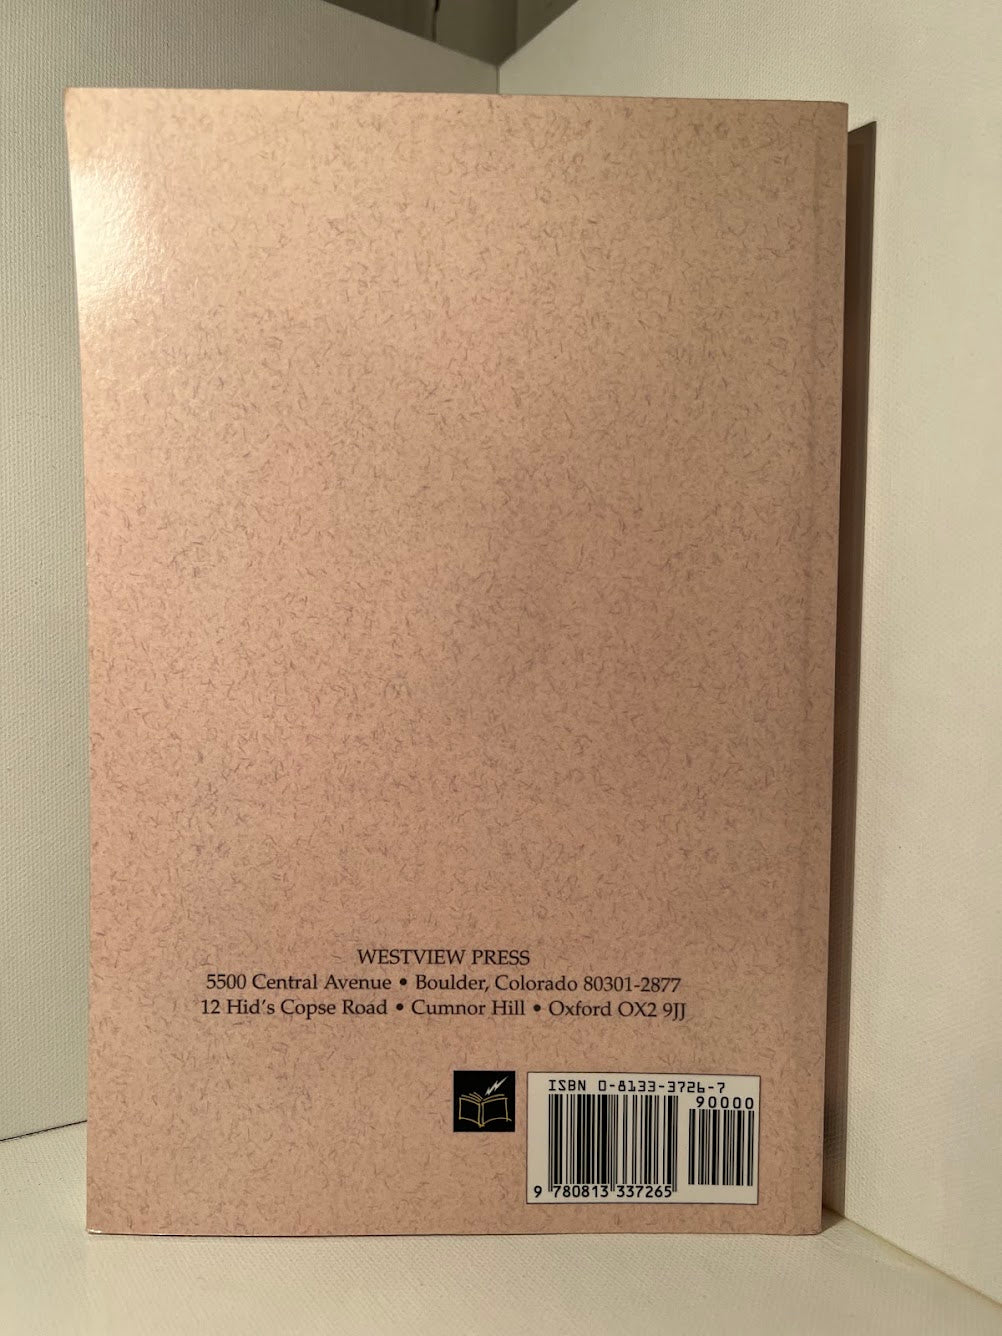 WESTVIEW PRESS
5500 Central Avenue • Boulder, Colorado 80301-2877
12 Hid's Copse Road • Cumnor Hill • Oxford OX2 9JJ
ISBN 0-8133-3726-7
90000
9 780813 337265